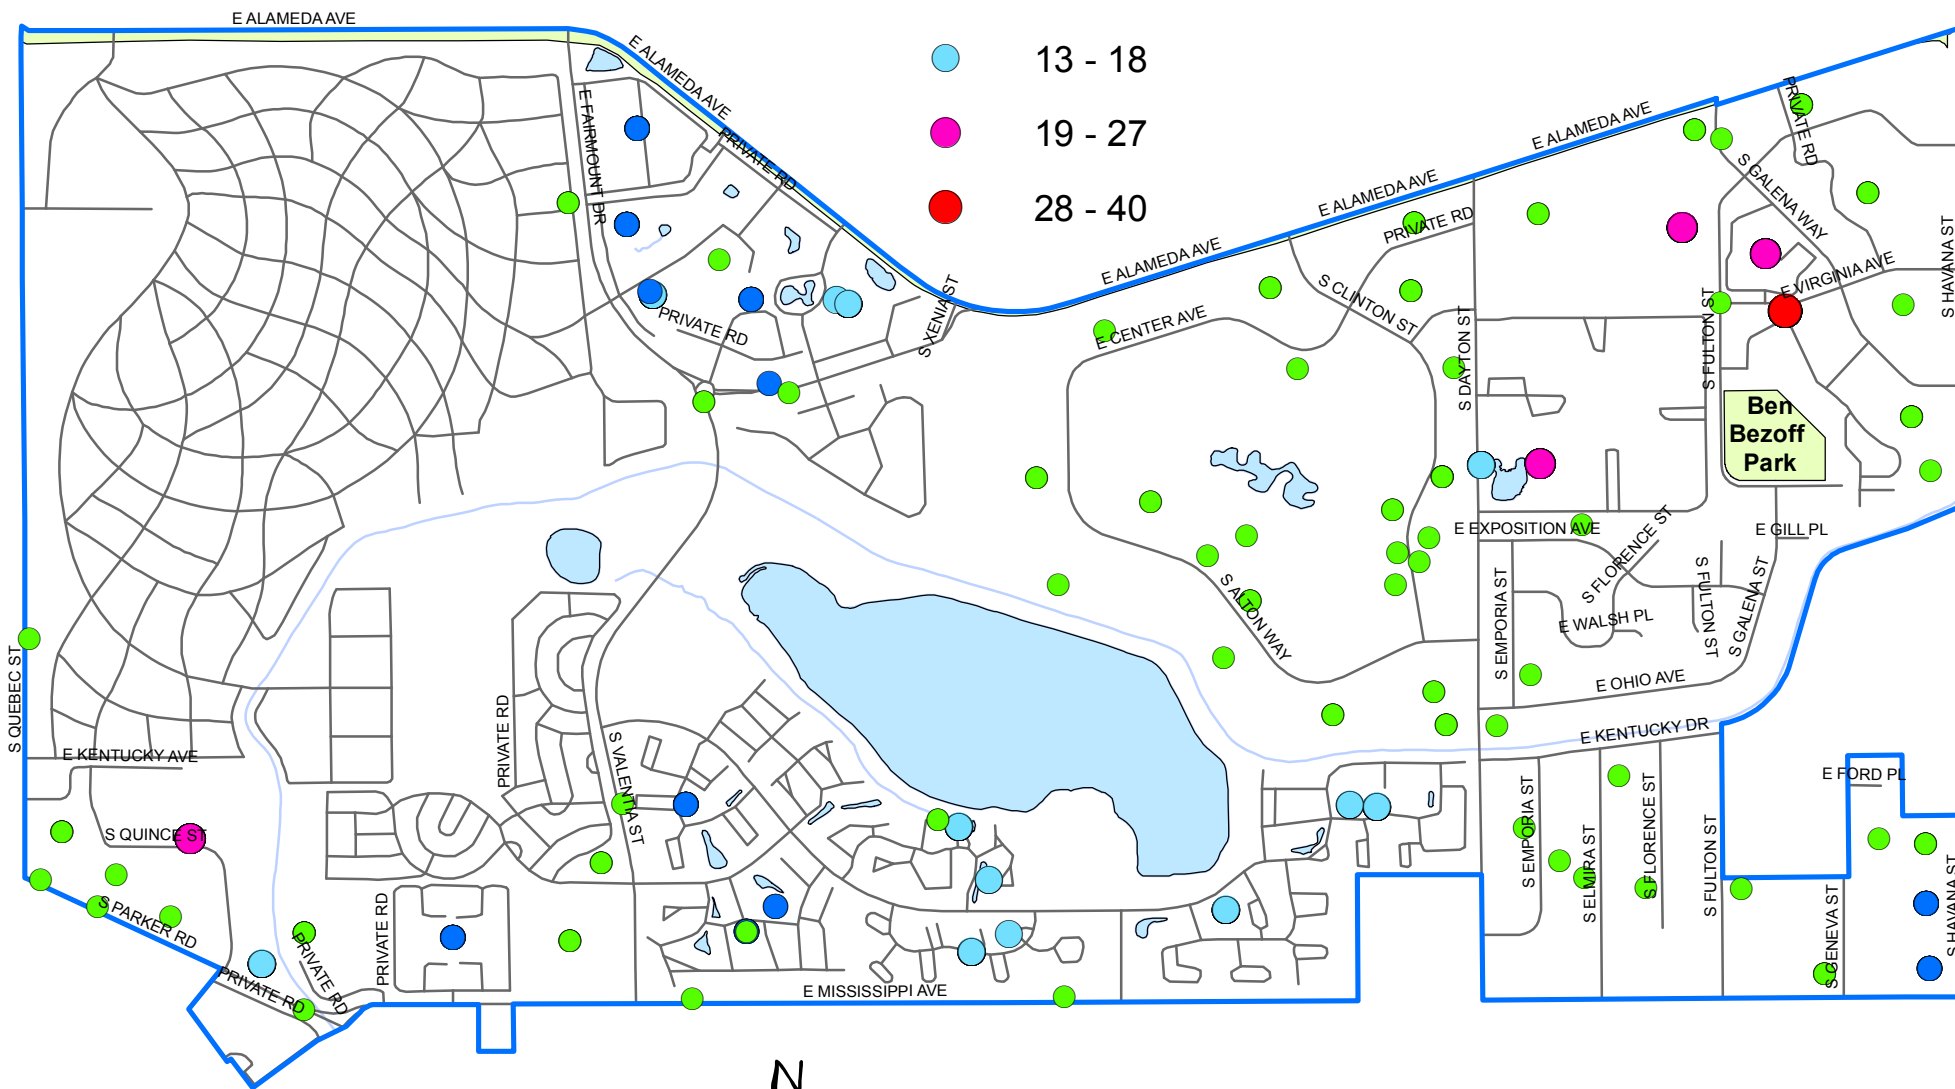 E ALAMEDA AVE
E ALAMEDA AVE
13 - 18
19 - 27
28 - 40
E FAIRMOUNT DR
PRIVATE RD
PRIVATE RD
S XENIA ST
E ALAMEDA AVE
E ALAMEDA AVE
E ALAMEDA AVE
PRIVATE RD
PRIVATE RD
S GALENA WAY
E VIRGINIA AVE
S HAVANA ST
S CLINTON ST
E CENTER AVE
S DAYTON ST
S FULTON ST
Ben
Bezoff
Park
E EXPOSITION AVE
E GILL PL
S FLORENCE ST
S ALTON WAY
S EMPORIA ST
E WALSH PL
S FULTON ST
S GALENA ST
E OHIO AVE
E KENTUCKY DR
S QUEBEC ST
E KENTUCKY AVE
PRIVATE RD
S VALENTIA ST
S QUINCE ST
E FORD PL
S EMPORIA ST
S ELMIRA ST
S FLORENCE ST
S FULTON ST
S GENEVA ST
S HAVANA ST
S PARKER RD
PRIVATE RD
PRIVATE RD
PRIVATE RD
E MISSISSIPPI AVE
N